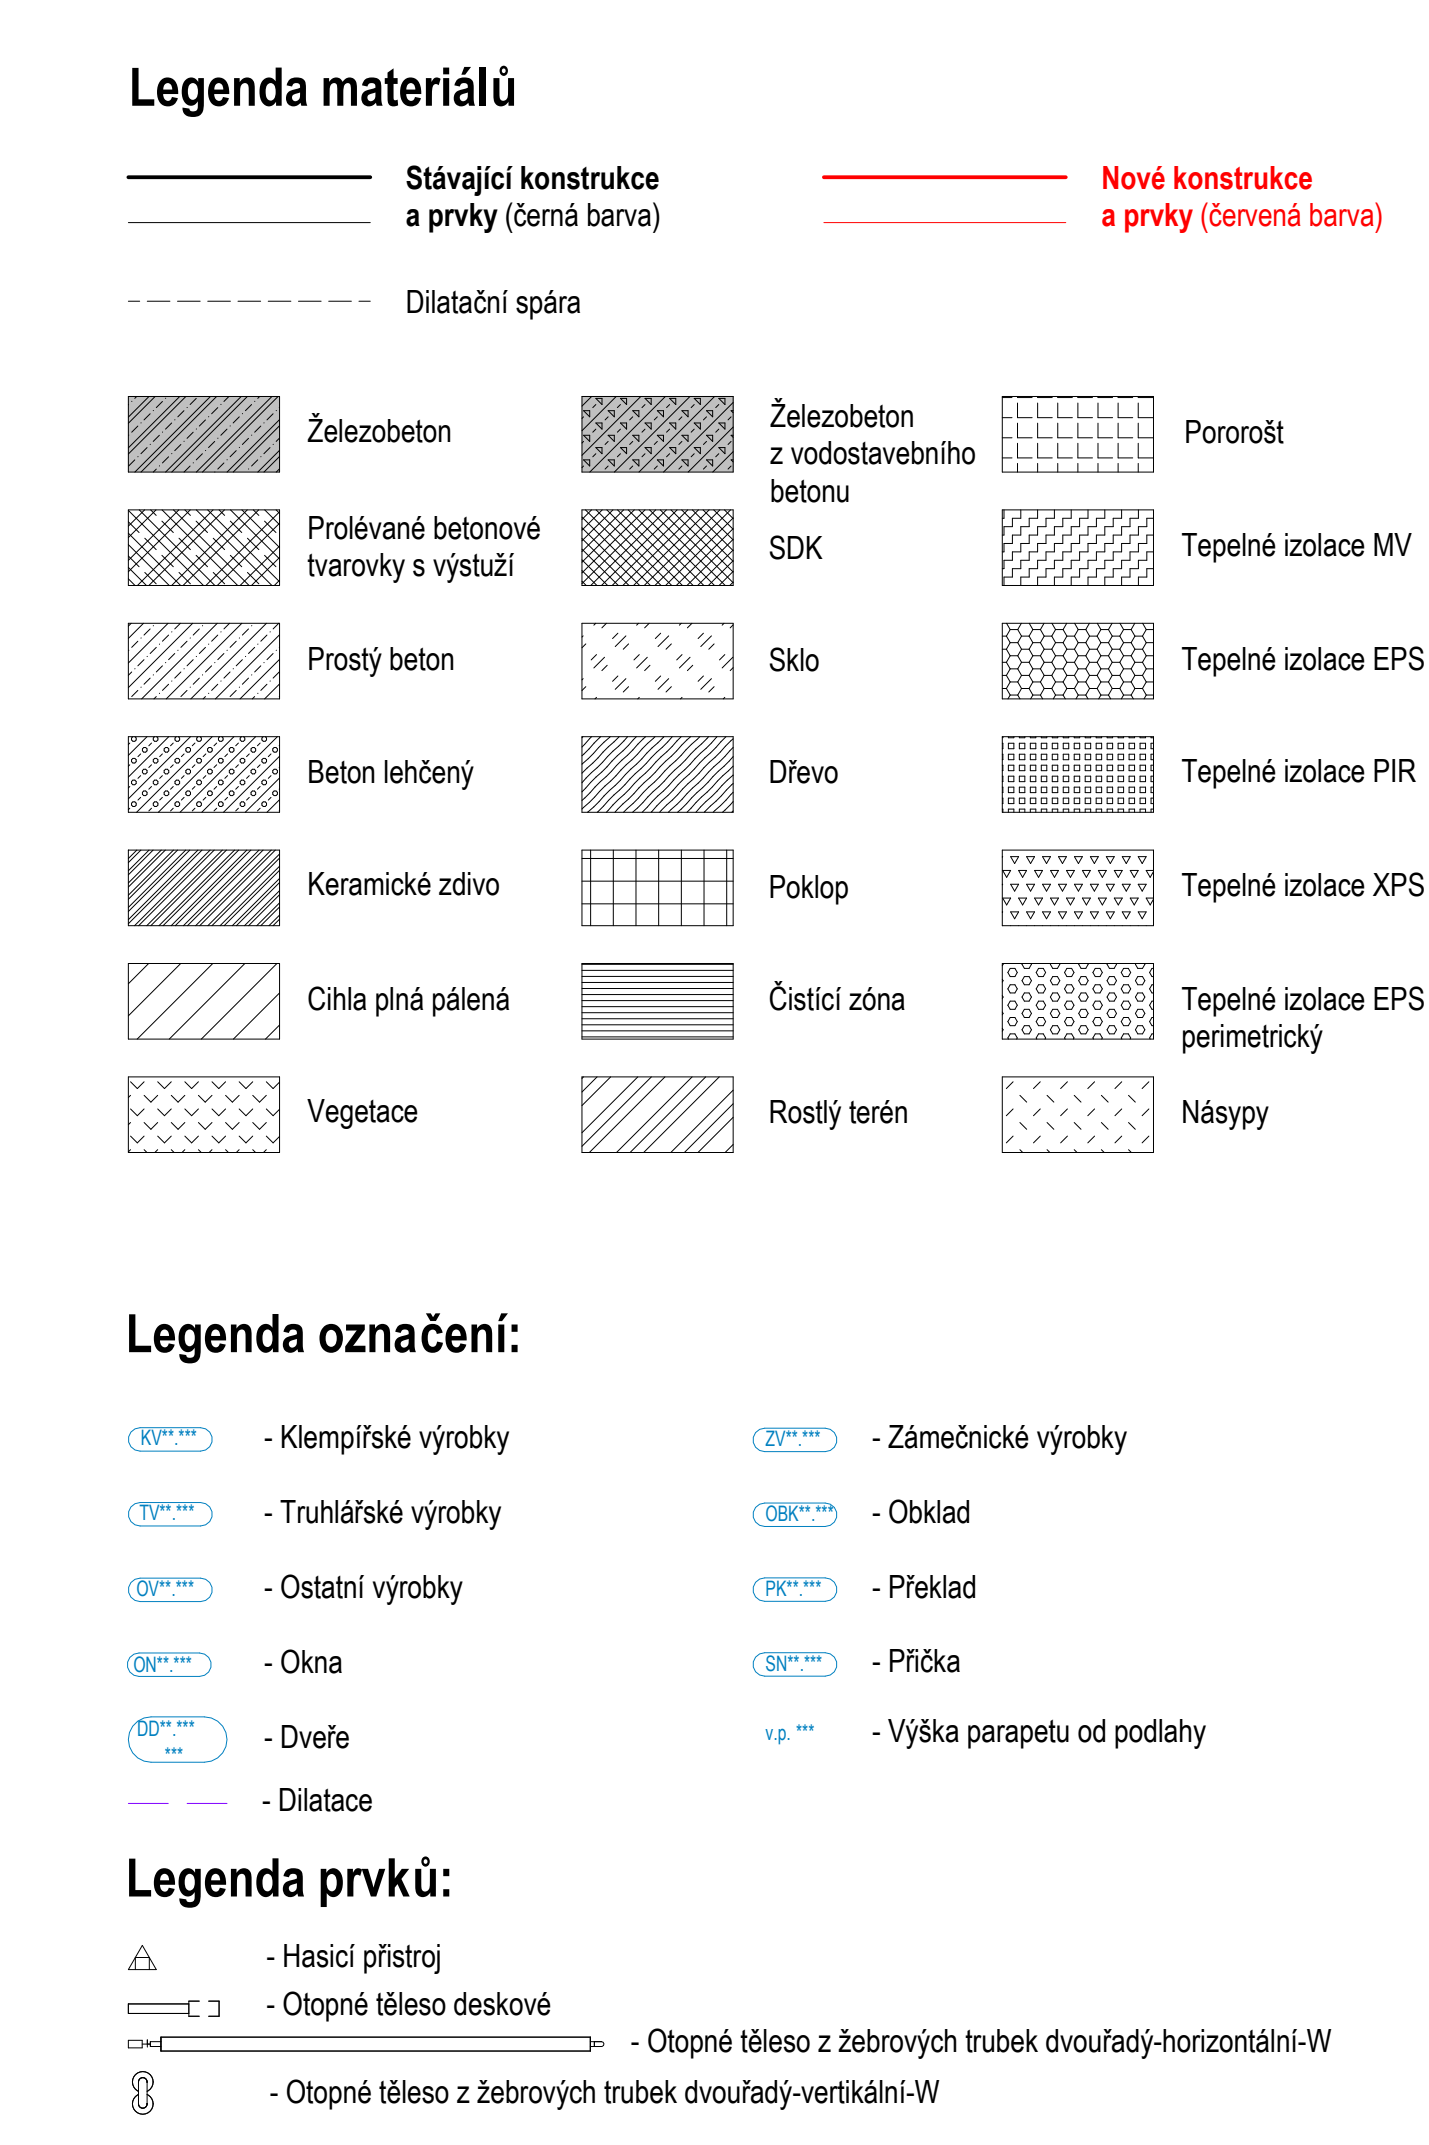 Legenda materiálů
Stávající konstrukce
a prvky (černá barva)
Nové konstrukce
a prvky (červená barva)
Dilatační spára
Železobeton
Železobeton
z vodostavebního
betonu
Pororošt
Prolévané betonové
tvarovky s výstuží
SDK
Tepelné izolace MV
Prostý beton
Sklo
Tepelné izolace EPS
Beton lehčený
Dřevo
Tepelné izolace PIR
Keramické zdivo
Poklop
Tepelné izolace XPS
Cihla plná pálená
Čistící zóna
Tepelné izolace EPS
perimetrický
Vegetace
Rostlý terén
Násypy
Legenda označení:
KV**.*** - Klempířské výrobky
ZV**.*** - Zámečnické výrobky
TV**.*** - Truhlářské výrobky
OBK**.*** - Obklad
OV**.*** - Ostatní výrobky
PK**.*** - Překlad
ON**.*** - Okna
SN**.*** - Přička
DD**.***
*** - Dveře
v.p. *** - Výška parapetu od podlahy
- Dilatace
Legenda prvků:
- Hasicí přistroj
- Otopné těleso deskové
- Otopné těleso z žebrových trubek dvouřadý-horizontální-W
- Otopné těleso z žebrových trubek dvouřadý-vertikální-W